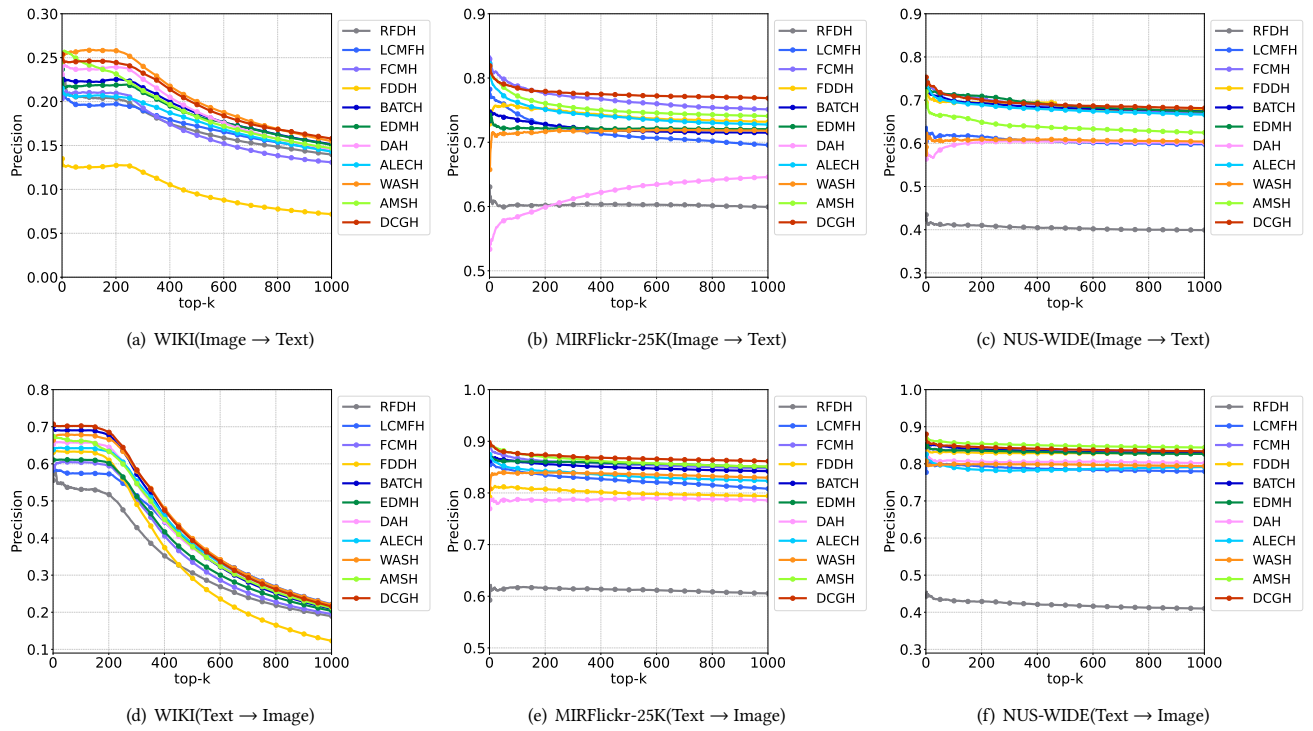 0.30
0.25
0.20
0.15
0.10
0.05
0.00
Precision
0 200 400 600 800 1000
top-k
RFDH
LCMFH
FCMH
FDDH
BATCH
EDMH
DAH
ALECH
WASH
AMSH
DCGH
(a) WIKI(Image → Text)
0.9
0.8
0.7
0.6
0.5
Precision
0 200 400 600 800 1000
top-k
RFDH
LCMFH
FCMH
FDDH
BATCH
EDMH
DAH
ALECH
WASH
AMSH
DCGH
(b) MIRFlickr-25K(Image → Text)
0.9
0.8
0.7
0.6
0.5
0.4
0.3
Precision
0 200 400 600 800 1000
top-k
RFDH
LCMFH
FCMH
FDDH
BATCH
EDMH
DAH
ALECH
WASH
AMSH
DCGH
(c) NUS-WIDE(Image → Text)
0.8
0.7
0.6
0.5
0.4
0.3
0.2
0.1
Precision
0 200 400 600 800 1000
top-k
RFDH
LCMFH
FCMH
FDDH
BATCH
EDMH
DAH
ALECH
WASH
AMSH
DCGH
(d) WIKI(Text → Image)
1.0
0.9
0.8
0.7
0.6
0.5
Precision
0 200 400 600 800 1000
top-k
RFDH
LCMFH
FCMH
FDDH
BATCH
EDMH
DAH
ALECH
WASH
AMSH
DCGH
(e) MIRFlickr-25K(Text → Image)
1.0
0.9
0.8
0.7
0.6
0.5
0.4
0.3
Precision
0 200 400 600 800 1000
top-k
RFDH
LCMFH
FCMH
FDDH
BATCH
EDMH
DAH
ALECH
WASH
AMSH
DCGH
(f) NUS-WIDE(Text → Image)